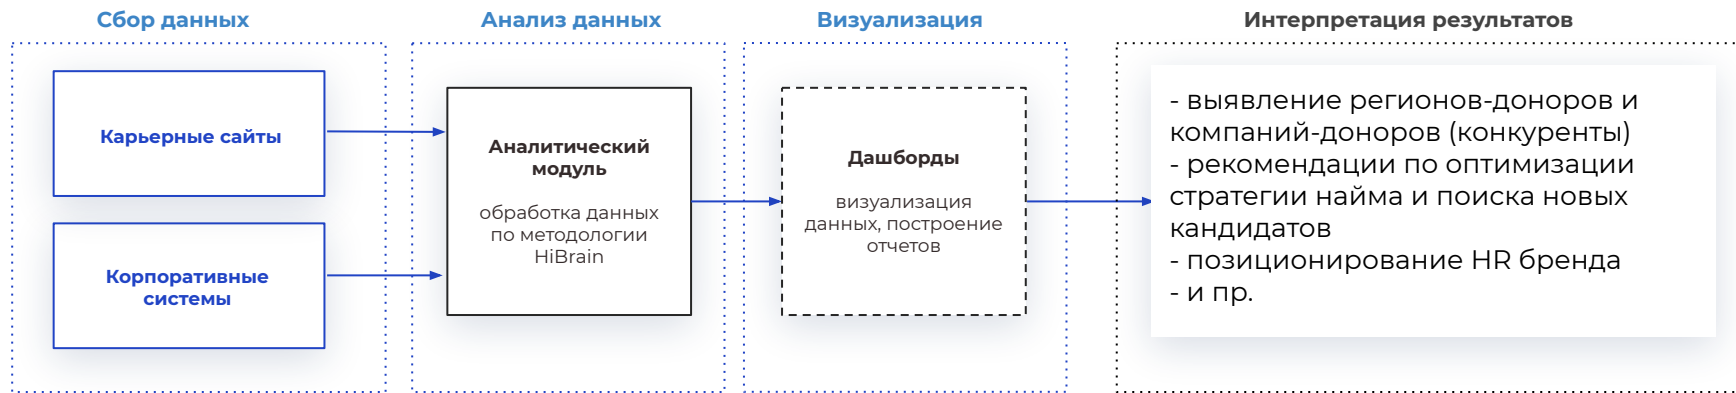 Сбор данных
Анализ данных
Визуализация
Интерпретация результатов
Карьерные сайты
Корпоративные
системы
Аналитический
модуль
обработка данных
по методологии
HiBrain
Дашборды
визуализация
данных, построение
отчетов
- выявление регионов-доноров и
компаний-доноров (конкуренты)
- рекомендации по оптимизации
стратегии найма и поиска новых
кандидатов
- позиционирование HR бренда
- и пр.